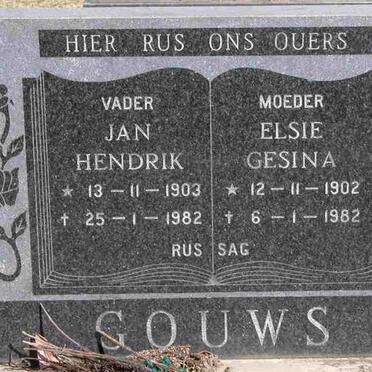 HIER RUS ONS OUERS
VADER
JAN
HENDRIK
* 13-11-1903
† 25-1-1982
MOEDER
ELSIE
GESINA
* 12-11-1902
† 6-1-1982
RUS SAG
GOUWS